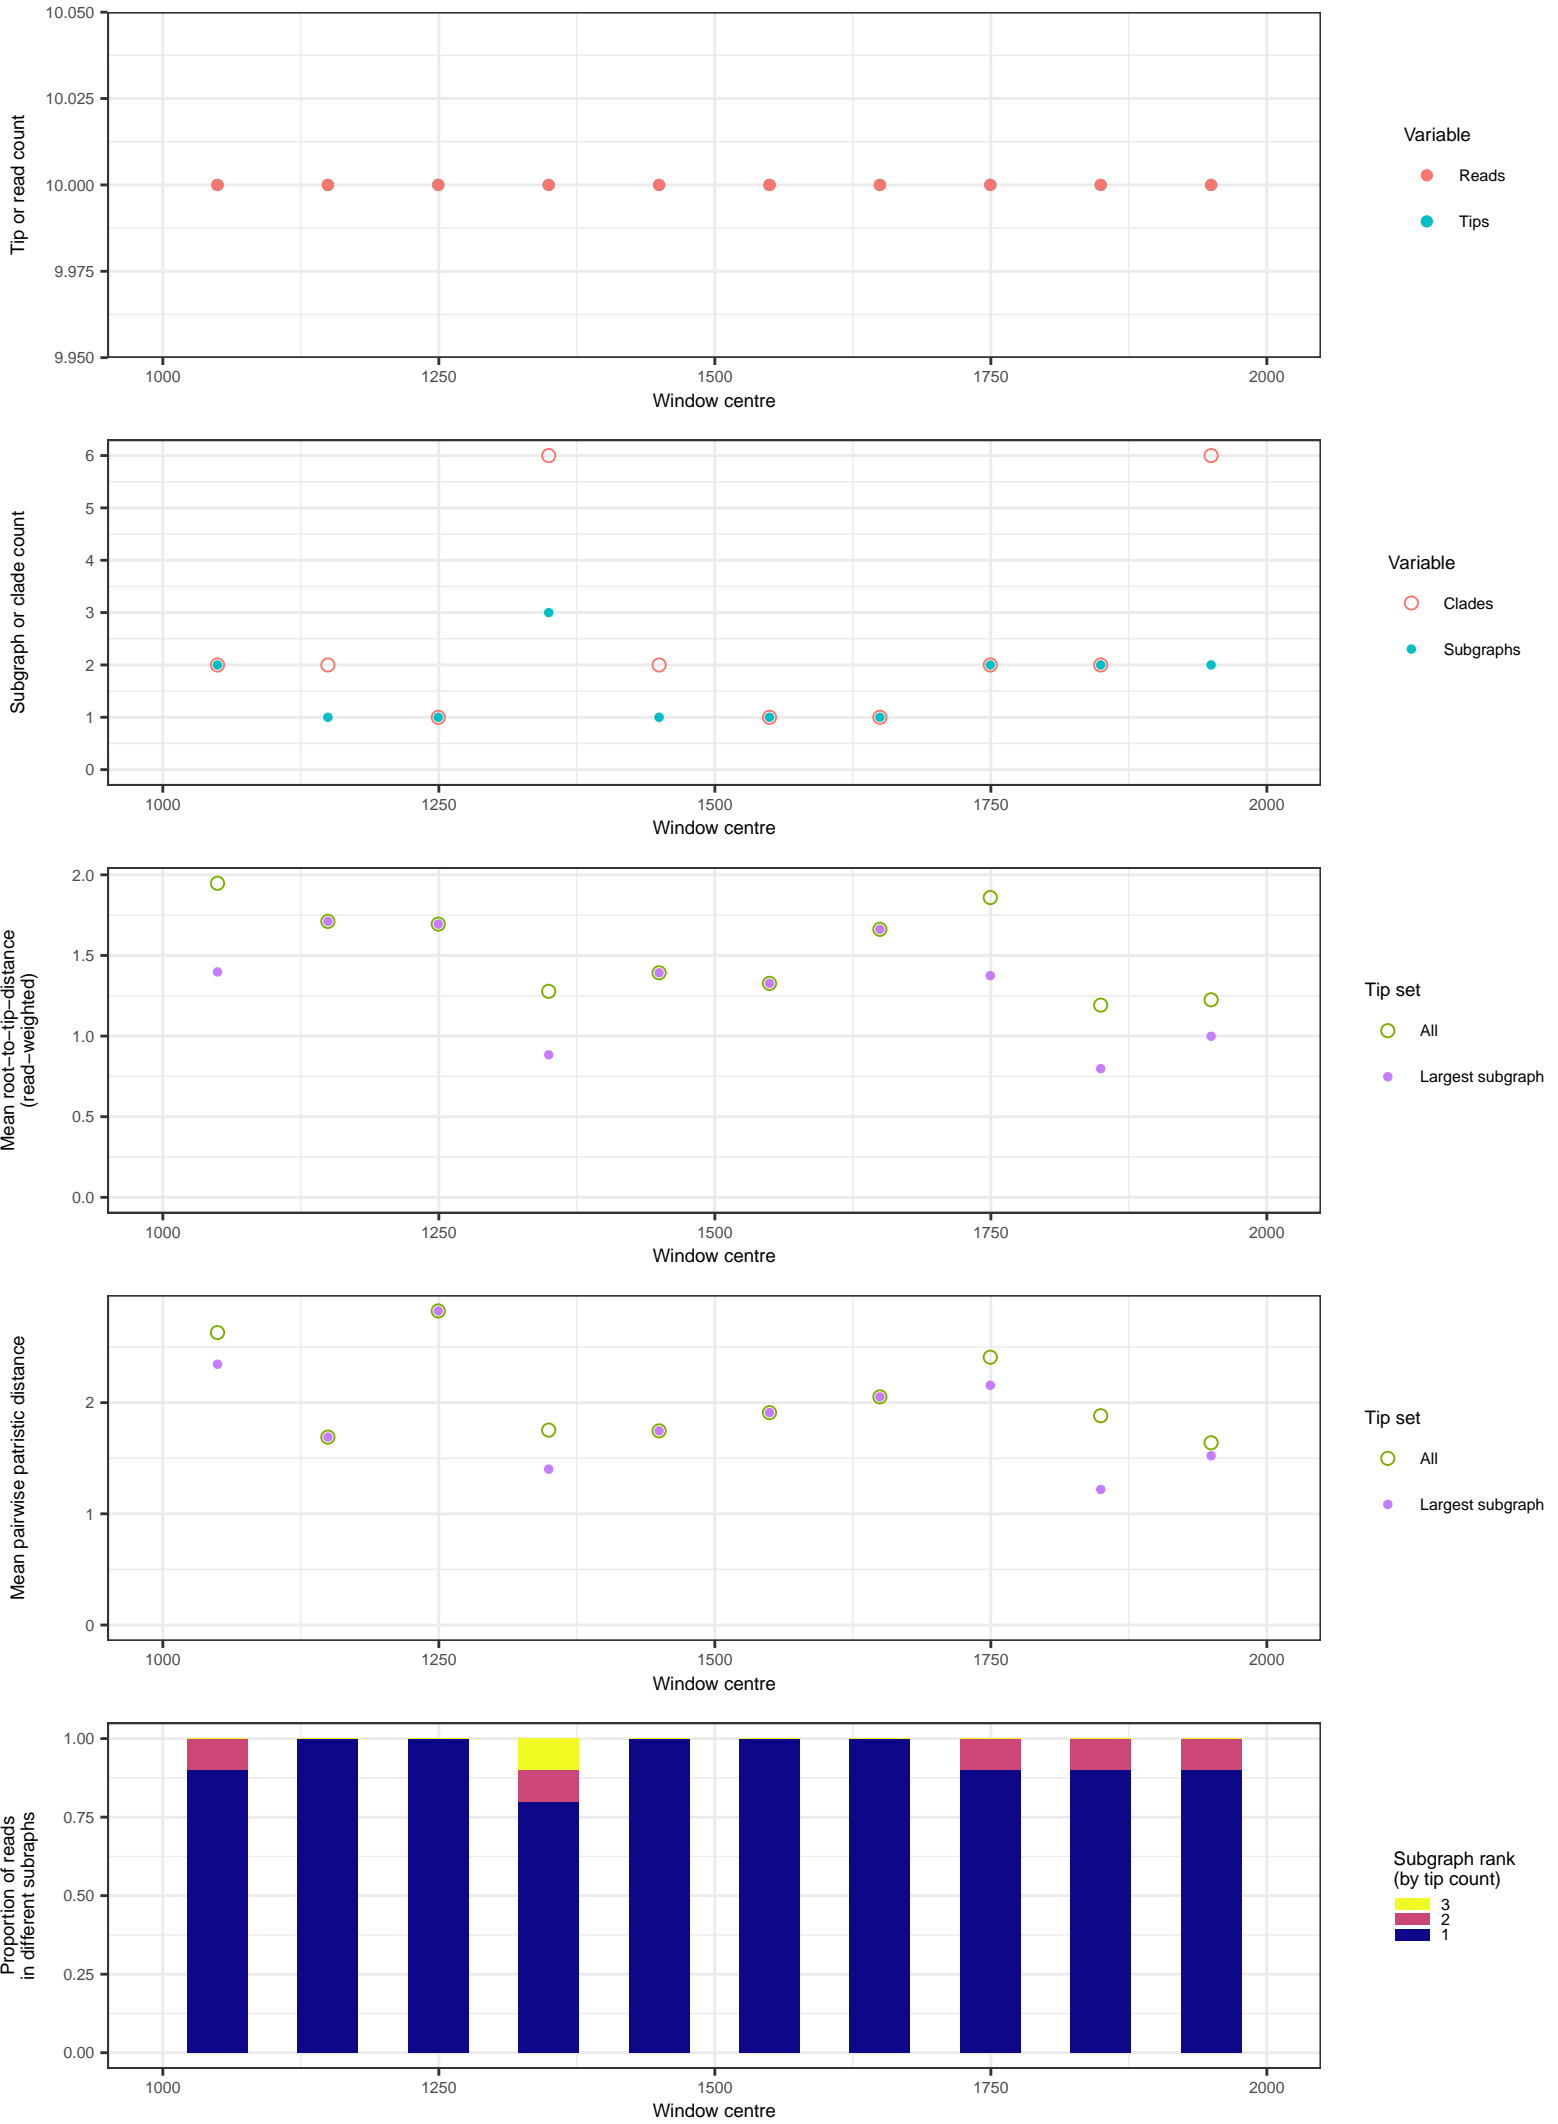 10.050
10.025
10.000
9.975
9.950
Tip or read count
1000 1250 1500 1750 2000
Window centre
Variable
Reads
Tips
6
5
4
3
2
1
0
Subgraph or clade count
1000 1250 1500 1750 2000
Window centre
Variable
Clades
Subgraphs
2.0
1.5
1.0
0.5
0.0
Mean root−to−tip−distance
(read−weighted)
1000 1250 1500 1750 2000
Window centre
Tip set
All
Largest subgraph
2
1
0
Mean pairwise patristic distance
1000 1250 1500 1750 2000
Window centre
Tip set
All
Largest subgraph
1.00
0.75
0.50
0.25
0.00
Proportion of reads
in different subraphs
1000 1250 1500 1750 2000
Window centre
Subgraph rank
(by tip count)
3
2
1